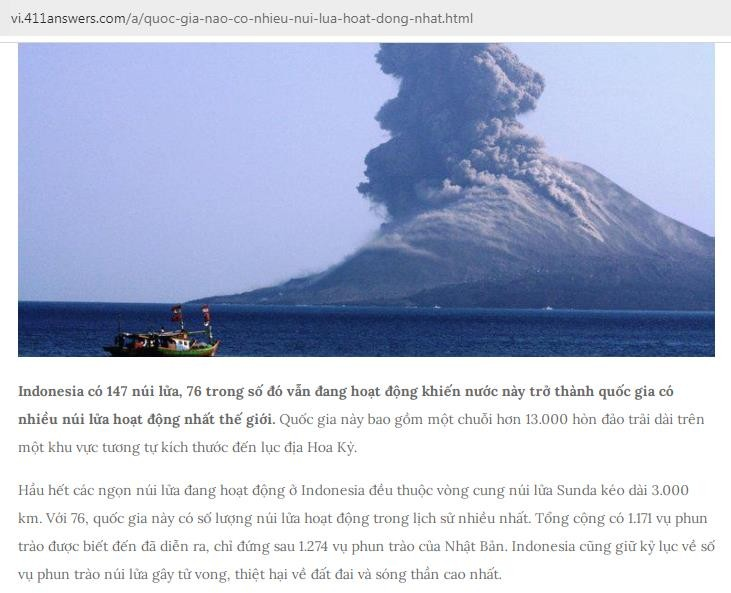 vi.411answers.com/a/quoc-gia-nao-co-nhieu-nui-lua-hoat-dong-nhat.html
Indonesia có 147 núi lửa, 76 trong số đó vẫn đang hoạt động khiến nước này trở thành quốc gia có
nhiều núi lửa hoạt động nhất thế giới. Quốc gia này bao gồm một chuỗi hơn 13.000 hòn đảo trải dài trên
một khu vực tương tự kích thước đến lục địa Hoa Kỳ.
Hầu hết các ngọn núi lửa đang hoạt động ở Indonesia đều thuộc vòng cung núi lửa Sunda kéo dài 3.000
km. Với 76, quốc gia này có số lượng núi lửa hoạt động trong lịch sử nhiều nhất. Tổng cộng có 1.171 vụ phun
trào được biết đến đã diễn ra, chỉ đứng sau 1.274 vụ phun trào của Nhật Bản. Indonesia cũng giữ kỷ lục về số
vụ phun trào núi lửa gây tử vong, thiệt hại về đất đai và sóng thần cao nhất.